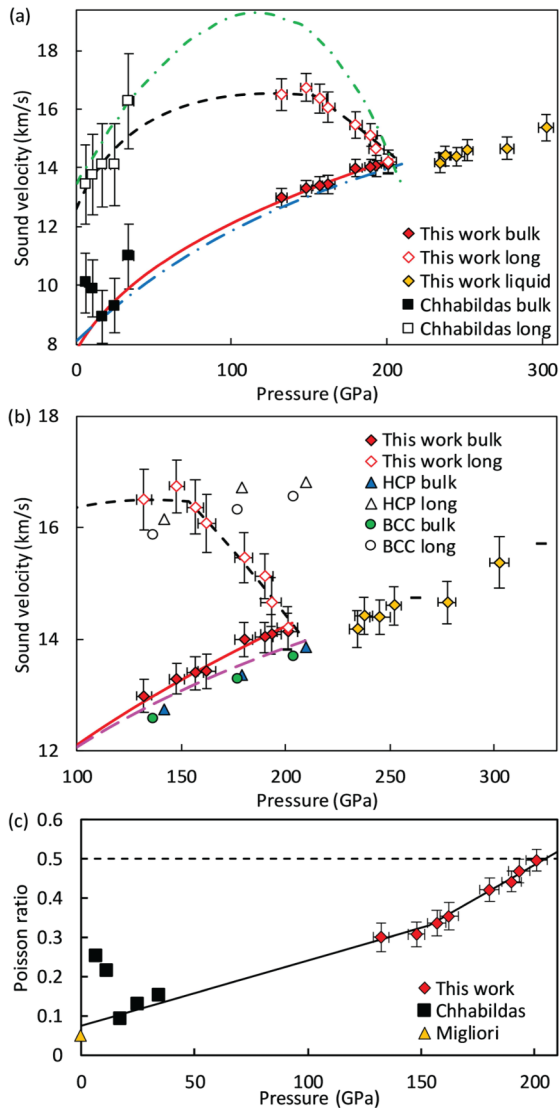 (a)
20
18
16
14
12
10
8
Sound velocity (km/s)
This work bulk
This work long
This work liquid
Chhabildas bulk
Chhabildas long
0 100 200 300
Pressure (GPa)
(b)
18
16
14
12
Sound velocity(km/s)
This work bulk
This work long
HCP bulk
HCP long
BCC bulk
BCC long
100 150 200 250 300
Pressure (GPa)
(c)
0.6
0.5
0.4
0.3
0.2
0.1
0
Poisson ratio
This work
Chhabildas
Migliori
0 50 100 150 200
Pressure (GPa)